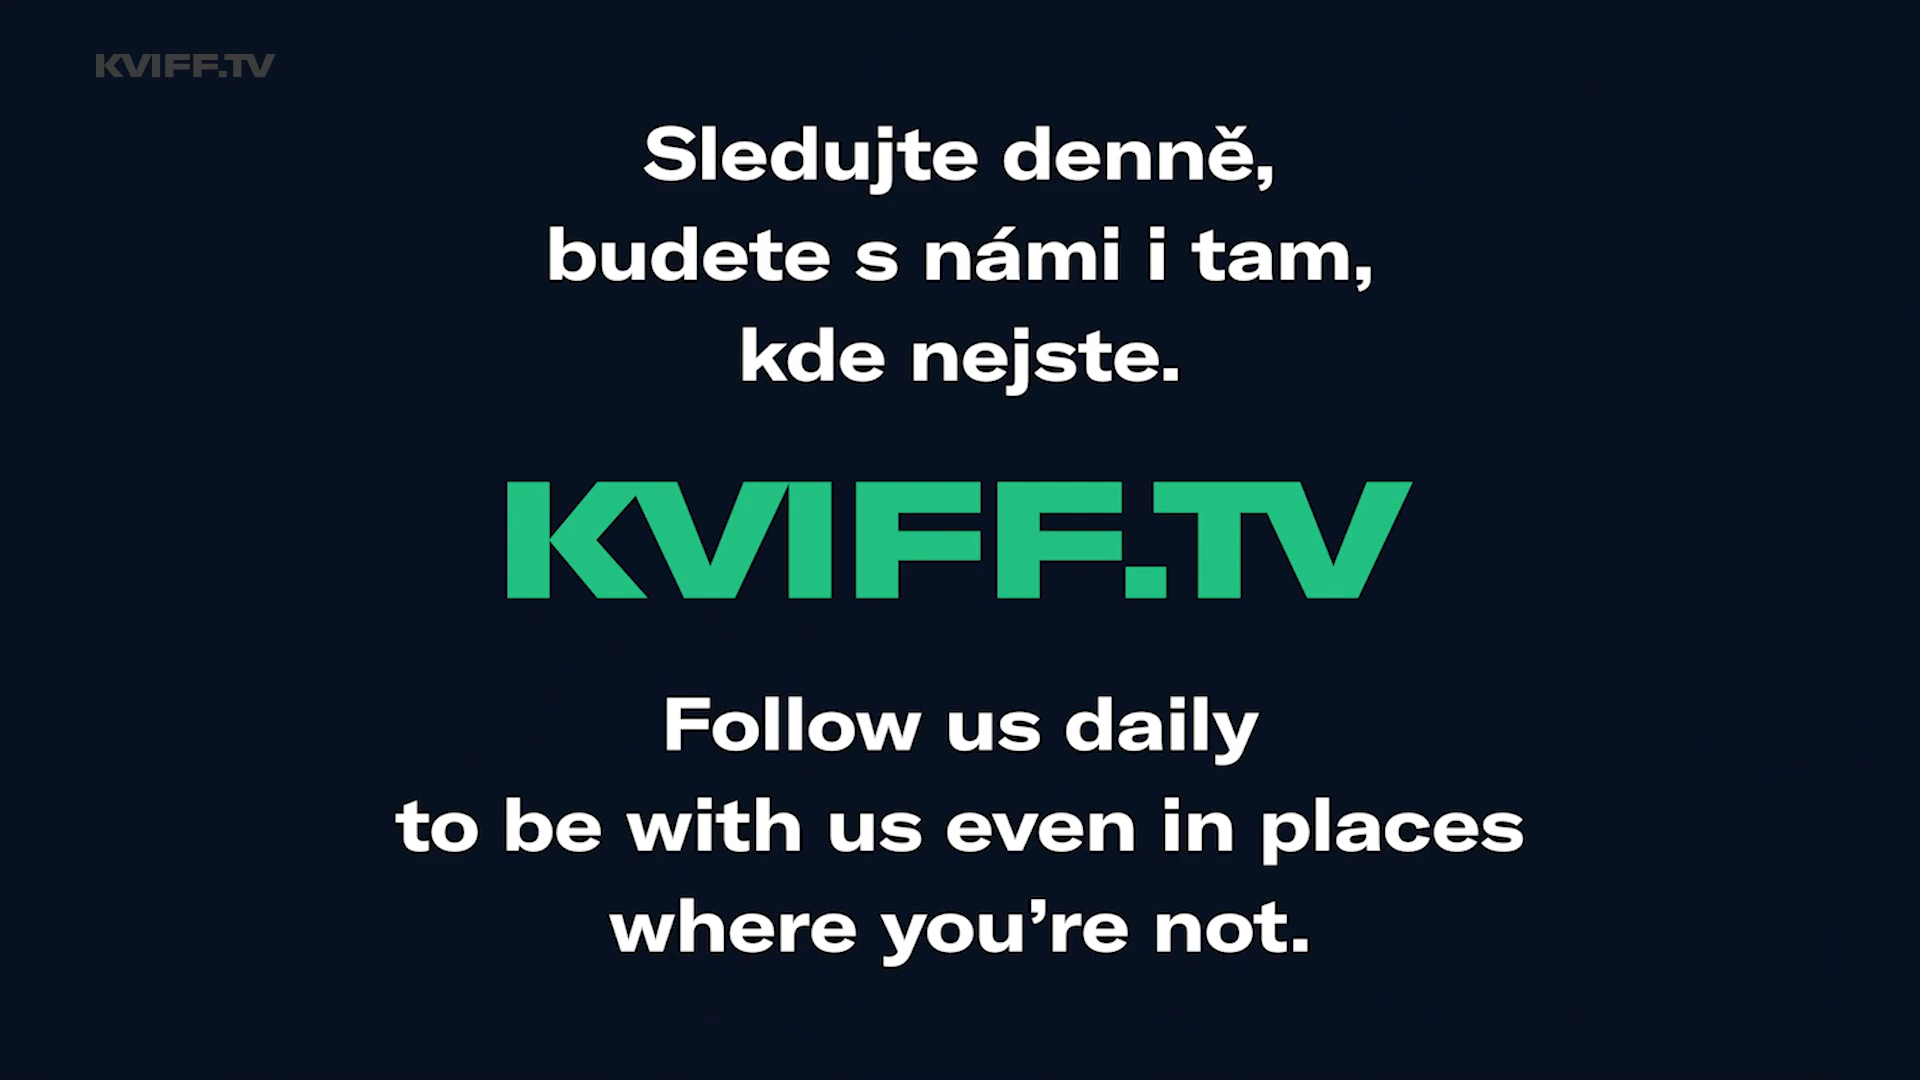 KVIFF.TV
Sledujte denně,
budete s námi i tam,
kde nejste.
KVIFF.TV
Follow us daily
to be with us even in places
where you’re not.